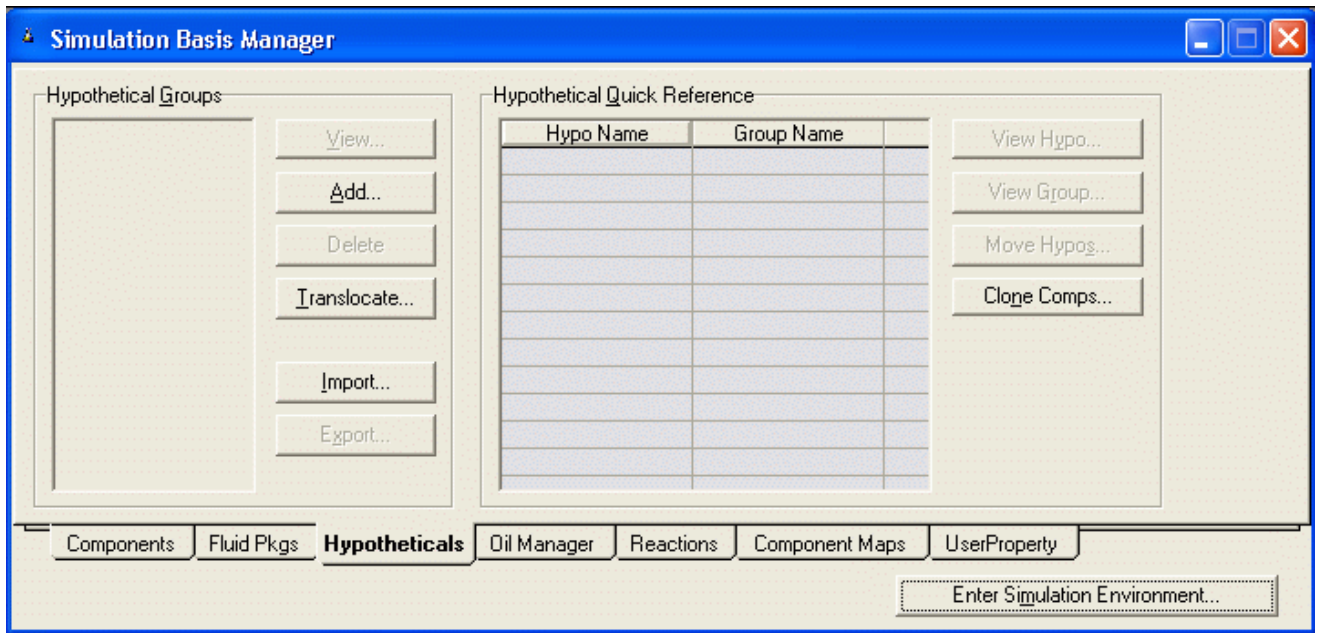 Simulation Basis Manager
Hypothetical Groups
View...
Add...
Delete
Translocate...
Import...
Export...
Hypothetical Quick Reference
Hypo Name Group Name
View Hypo...
View Group...
Move Hypos...
Clone Comps...
Components Fluid Pkgs Hypotheticals Oil Manager Reactions Component Maps UserProperty
Enter Simulation Environment...